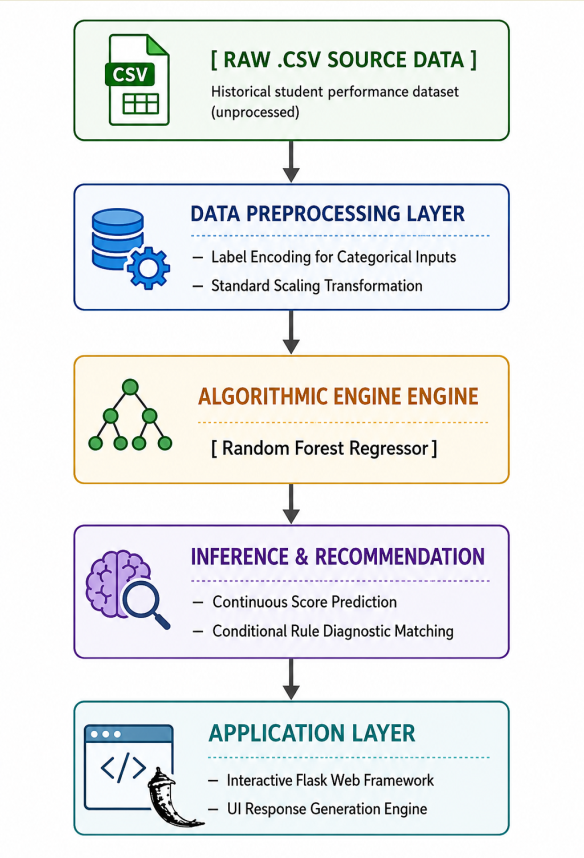 CSV
[ RAW .CSV SOURCE DATA ]
Historical student performance dataset
(unprocessed)
DATA PREPROCESSING LAYER
— Label Encoding for Categorical Inputs
— Standard Scaling Transformation
ALGORITHMIC ENGINE ENGINE
[ Random Forest Regressor ]
INFERENCE & RECOMMENDATION
— Continuous Score Prediction
— Conditional Rule Diagnostic Matching
</>
APPLICATION LAYER
— Interactive Flask Web Framework
— UI Response Generation Engine